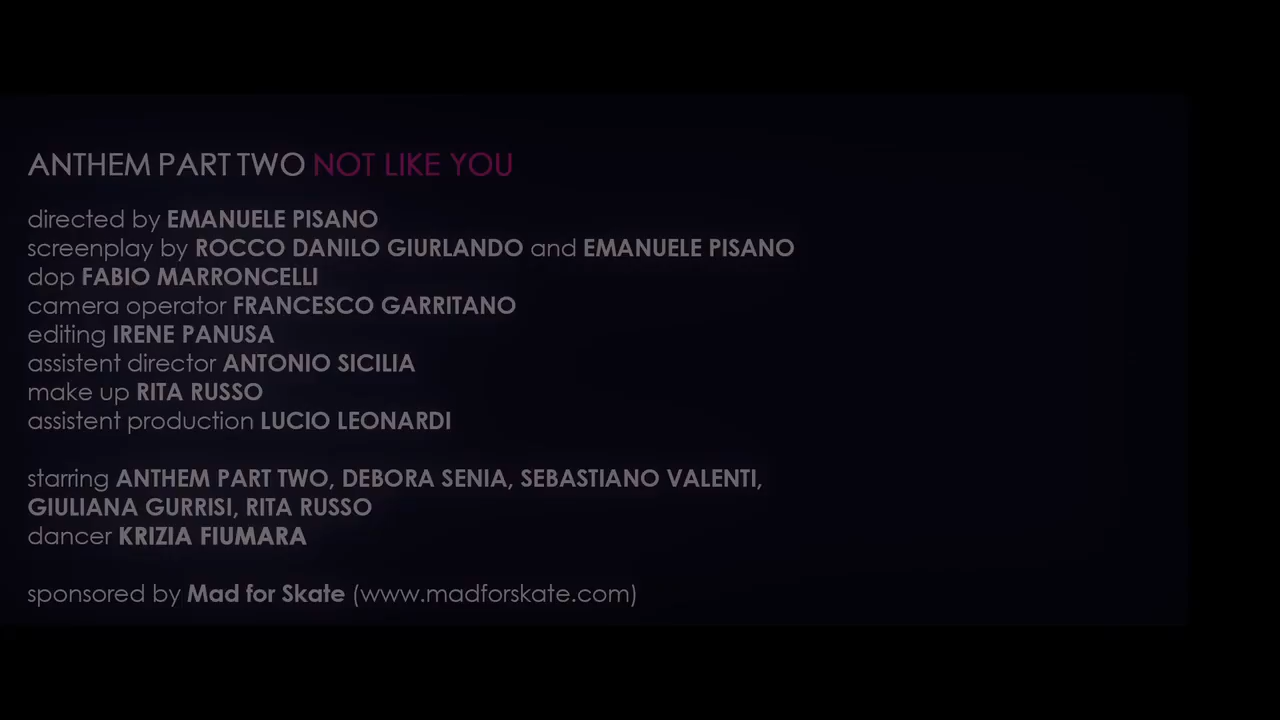 ANTHEM PART TWO NOT LIKE YOU
directed by EMANUELE PISANO
screenplay by ROCCO DANILO GIURLANDO and EMANUELE PISANO
dop FABIO MARRONCELLI
camera operator FRANCESCO GARRITANO
editing IRENE PANUSA
assistent director ANTONIO SICILIA
make up RITA RUSSO
assistent production LUCIO LEONARDI
starring ANTHEM PART TWO, DEBORA SENIA, SEBASTIANO VALENTI,
GIULIANA GURRISI, RITA RUSSO
dancer KRIZIA FIUMARA
sponsored by Mad for Skate (www.madforskate.com)